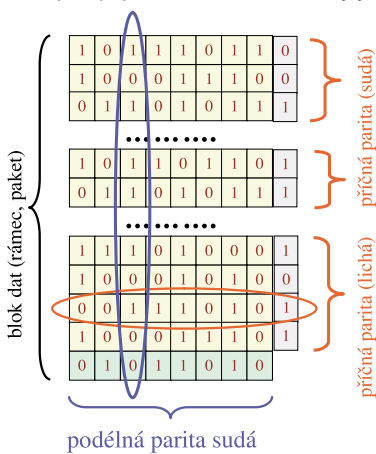 1 0 1 1 1 0 1 1 0
1 0 0 0 1 1 1 0 0
0 1 1 0 1 0 1 1 1
1 0 1 1 0 1 1 0 1
0 1 1 0 1 0 1 1 1
1 1 1 0 1 0 0 0 1
1 0 0 0 1 0 1 0 0
0 0 1 1 1 0 1 0 1
1 0 0 0 1 1 1 0 1
0 1 0 1 1 0 1 0
blok dat (rámec, paket)
příčná parita (sudá)
příčná parita (lichá)
podélná parita sudá